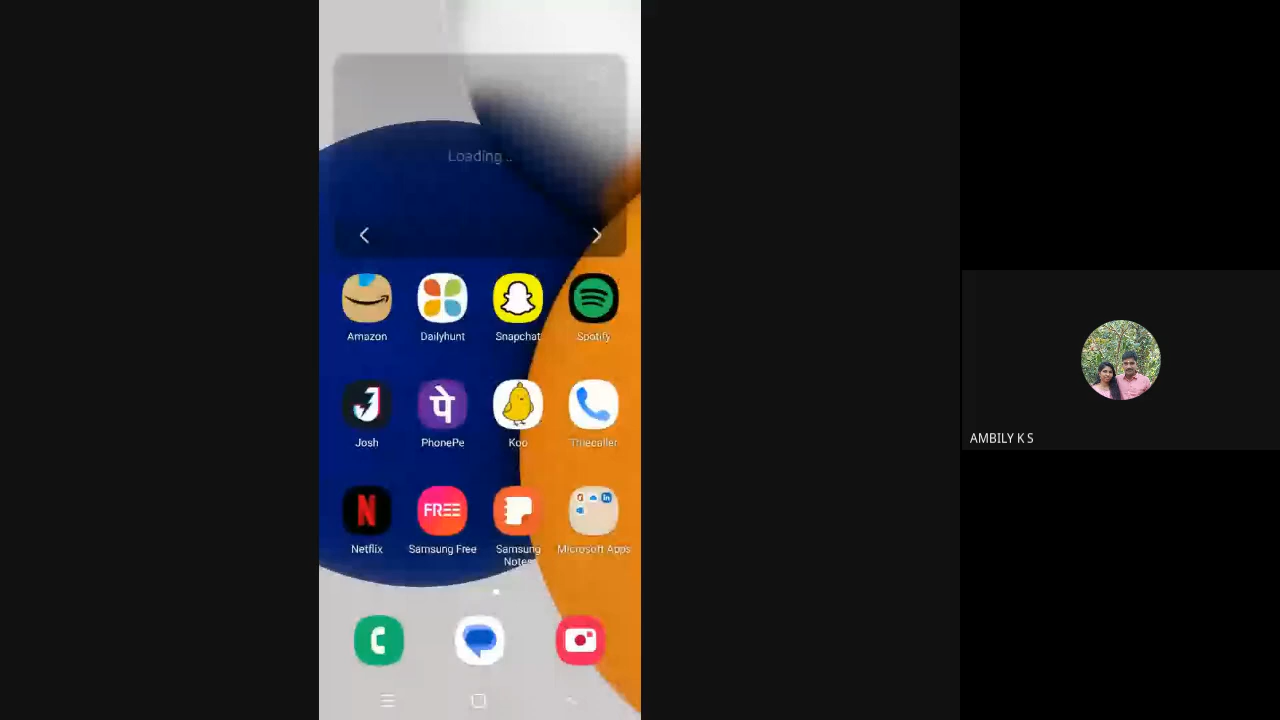 Loading...
Amazon
Dailyhunt
Snapchat
Spotify
J
पे
Josh
PhonePe
Koo
Truecaller
N
FREE
Netflix
Samsung Free
Samsung
Notes
Microsoft Apps
AMBILY K S